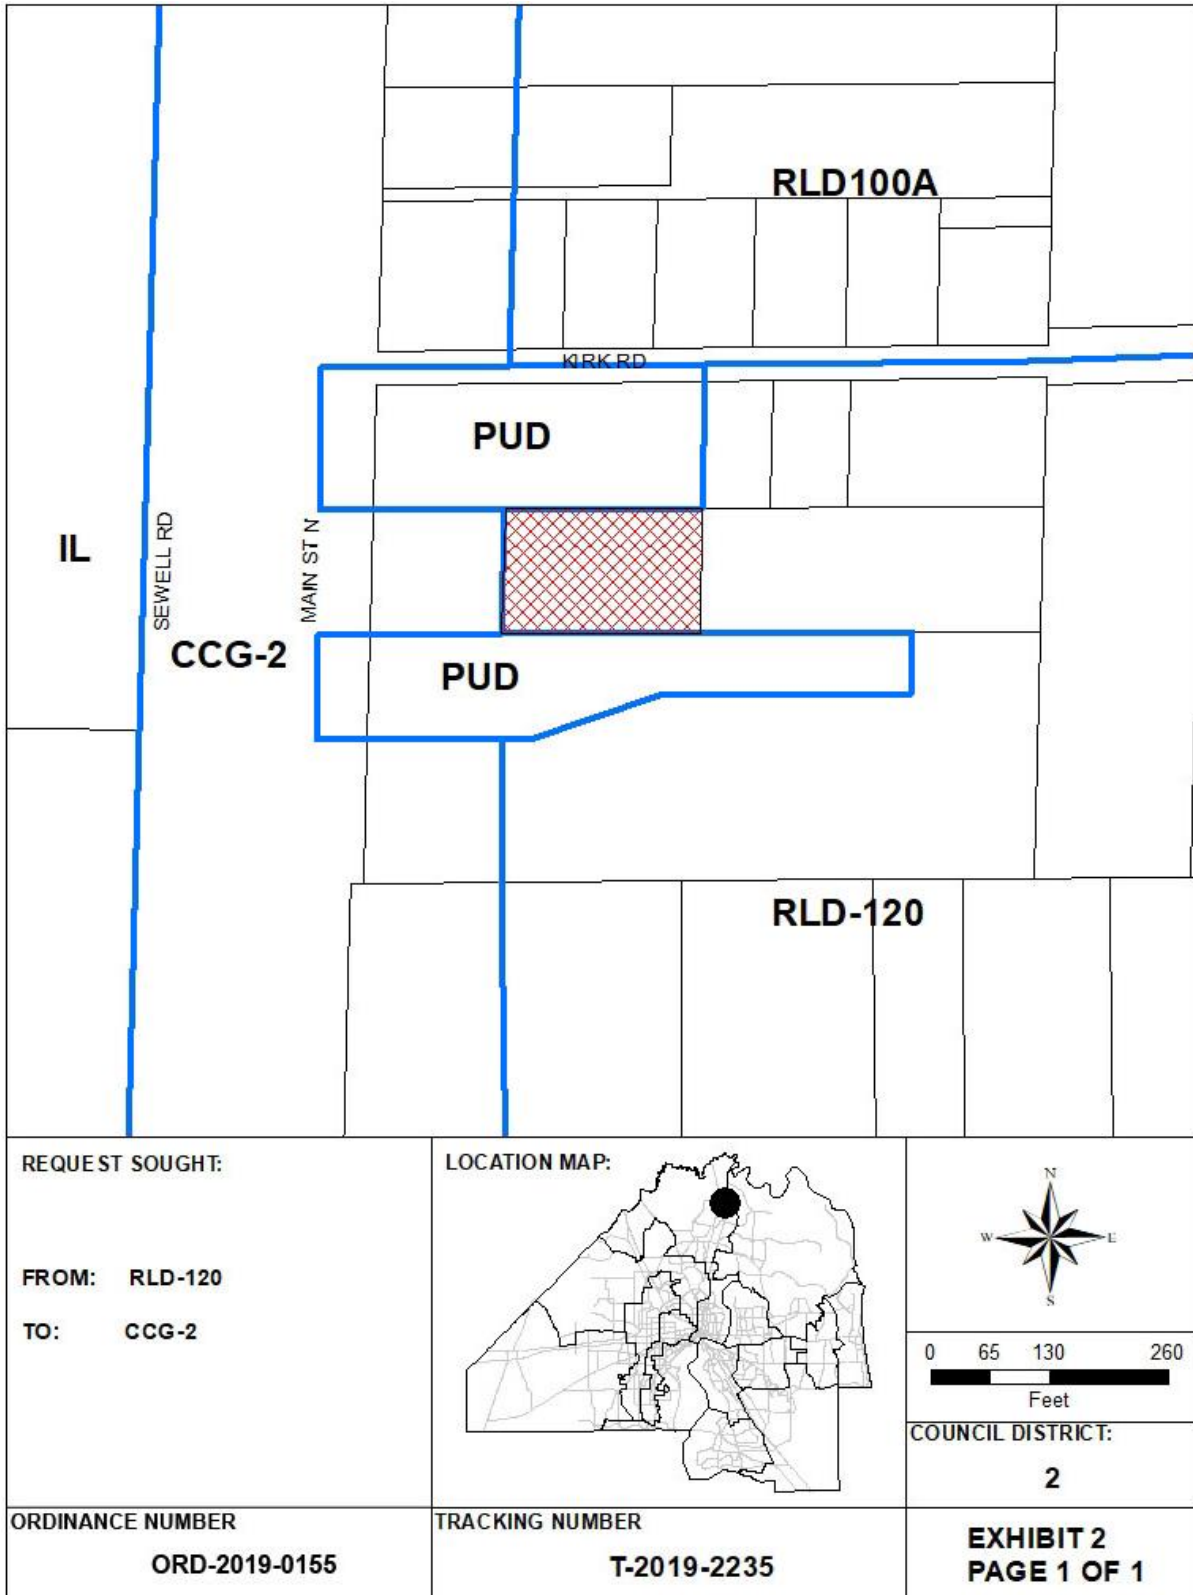 RLD100A
KIRK RD
PUD
IL
SEWELL RD
MAIN ST N
CCG-2
PUD
RLD-120
REQUEST SOUGHT:
FROM: RLD-120
TO: CCG-2
LOCATION MAP:
N
W E
S
0 65 130 260
Feet
COUNCIL DISTRICT:
2
ORDINANCE NUMBER
ORD-2019-0155
TRACKING NUMBER
T-2019-2235
EXHIBIT 2
PAGE 1 OF 1